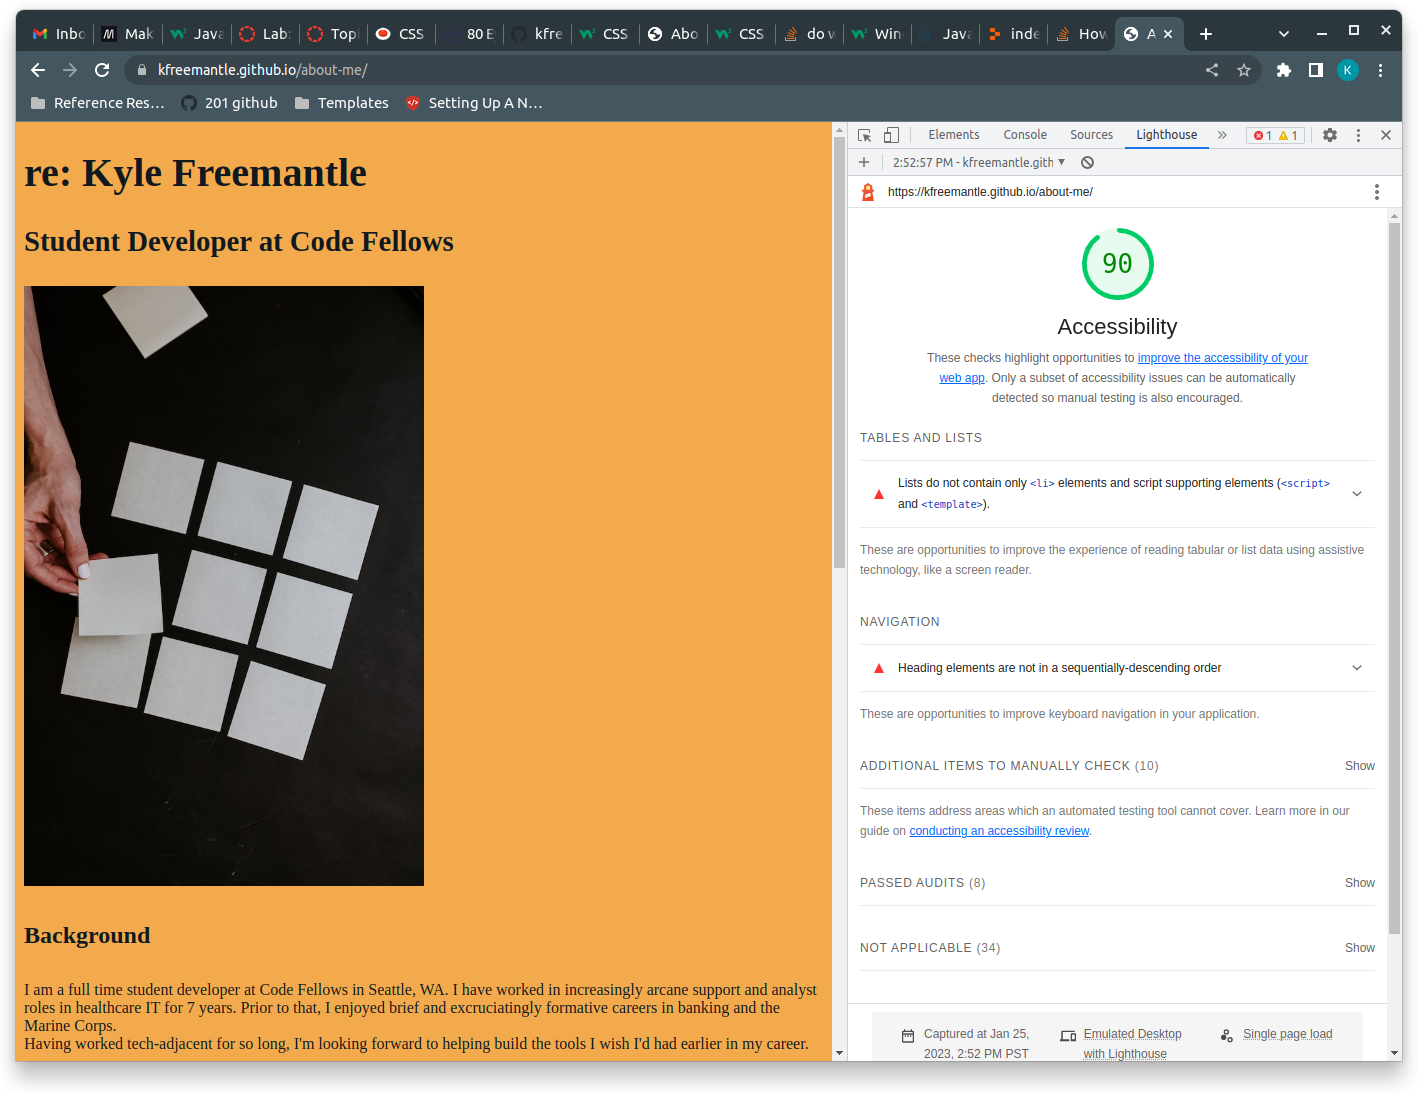 Inbo
Mak
Java
Lab:
Topi
CSS
80 E
kfre
CSS
Abo
CSS
do w
Win
Java
inde
How
A
kfreemantle.github.io/about-me/
K
Reference Res…
201 github
Templates
Setting Up A N…
re: Kyle Freemantle
Student Developer at Code Fellows
Background
I am a full time student developer at Code Fellows in Seattle, WA. I have worked in increasingly arcane support and analyst
roles in healthcare IT for 7 years. Prior to that, I enjoyed brief and excruciatingly formative careers in banking and the
Marine Corps.
Having worked tech-adjacent for so long, I'm looking forward to helping build the tools I wish I'd had earlier in my career.
Elements
Console
Sources
Lighthouse
1
1
2:52:57 PM - kfreemantle.gith
https://kfreemantle.github.io/about-me/
90
Accessibility
These checks highlight opportunities to improve the accessibility of your
web app. Only a subset of accessibility issues can be automatically
detected so manual testing is also encouraged.
TABLES AND LISTS
Lists do not contain only <li> elements and script supporting elements (<script>
and <template>).
These are opportunities to improve the experience of reading tabular or list data using assistive
technology, like a screen reader.
NAVIGATION
Heading elements are not in a sequentially-descending order
These are opportunities to improve keyboard navigation in your application.
ADDITIONAL ITEMS TO MANUALLY CHECK (10)
Show
These items address areas which an automated testing tool cannot cover. Learn more in our
guide on conducting an accessibility review.
PASSED AUDITS (8)
Show
NOT APPLICABLE (34)
Show
Captured at Jan 25,
2023, 2:52 PM PST
Emulated Desktop
with Lighthouse
Single page load